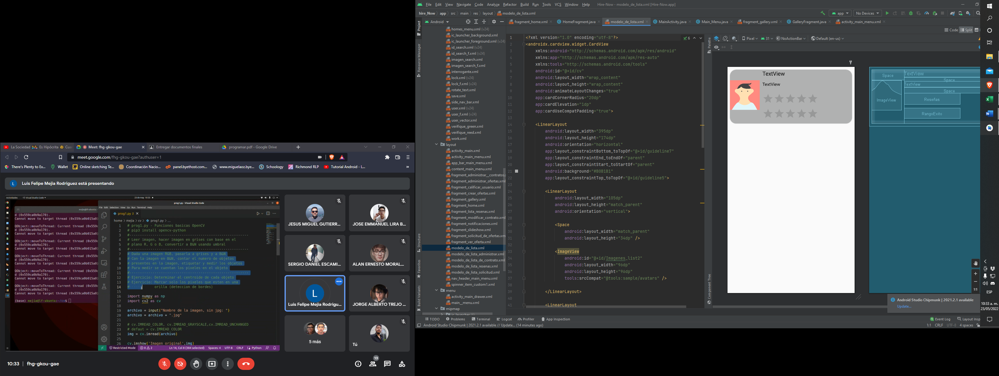 La Sociedad
Es Hipócrita
Cua
Meet: fhg-gkou-gae
Entregar documentos finales
programar.pdf - Google Drive
meet.google.com/fhg-gkou-gae?authuser=1
There's Plenty to Ex...
Wallet
Online sketching Te...
Coordinación Nacio...
panel.byethost.com...
www.miguelaoz.bye...
Schoology
Richmond RLP
Tutorial Android - L...
L
Luis Felipe Mejia Rodriguez está presentando
Actividades
Visual Studio Code
23 de may 10:33
prog1.py - Visual Studio Code
File Edit Selection View Go Run Terminal Help
d (0x559ca0b9a170).
Cannot move to target thread (0x559ca0b015a0)
QObject::moveToThread: Current thread (0x559c
d (0x559ca0b9a170).
Cannot move to target thread (0x559ca0b015a0)
QObject::moveToThread: Current thread (0x559c
d (0x559ca0b9a170).
Cannot move to target thread (0x559ca0b015a0)
QObject::moveToThread: Current thread (0x559c
d (0x559ca0b9a170).
Cannot move to target thread (0x559ca0b015a0)
QObject::moveToThread: Current thread (0x559c
d (0x559ca0b9a170).
Cannot move to target thread (0x559ca0b015a0)
QObject::moveToThread: Current thread (0x559c
d (0x559ca0b9a170).
Cannot move to target thread (0x559ca0b015a0)
(base) mejia@lf-ubuntu:~/cv$
prog1.py 2
home > mejia > cv > prog1.py > ...
1 # prog1.py - Funciones basicas OpenCV
2 # pip3 install opencv-python
3 #-----------------------------------------------------
4 # Leer imagen, hacer imagen en grises con base en el
5 # plano R, G o B, convertir a B&N usando umbral
6 #-----------------------------------------------------
7 # Dada una imagen RGB, pasarla a grises y a B&N
8 # Con la imagen en B&N, contar el numero de objetos
9 # presentes en la imagen, etiquetar y medir los objetos
10 # Para medir se cuentan los pixeles en el objeto
11 #-----------------------------------------------------
12 # Ejercicio: Determinar el centroide de cada objeto
13 # Ejercicio: Marcar solo los pixeles que esten en una
14 # orilla (deteccion de bordes)
15
16 import numpy as np
17 import cv2 as cv
18
19 archivo = input("Nombre de la imagen, sin jpg: ")
20 archivo = archivo + ".jpg"
21
22 # cv.IMREAD_COLOR, cv.IMREAD_GRAYSCALE,cv.IMREAD_UNCHANGED
23 # defaut = cv.IMREAD_COLOR
24 img = cv.imread(archivo)
25
26 cv.imshow('Imagen original',img)
Restricted Mode 0 2 Ln 14, Col 8 (384 selected) Spaces: 4 UTF-8 CRLF Python
JESUS MIGUEL GUTIERR...
JOSE EMMANUEL LIRA B...
SERGIO DANIEL ESCAMI...
ALAN ERNESTO MORAL...
L
Luis Felipe Mejia Rodrigu...
JORGE ALBERTO TREJO ...
5 más
Tú
10:33 | fhg-gkou-gae
13
File Edit View Navigate Code Analyze Refactor Build Run Tools VCS Window Help
Hire-Now - modelo_de_lista.xml [Hire-Now.app]
hire_Now > app > src > main > res > layout > modelo_de_lista.xml
app
No Devices
Android
fragment_home.xml
HomeFragment.java
modelo_de_lista.xml
MainActivity.java
Main_Menu.java
fragment_gallery.xml
GalleryFragment.java
activity_main_menu.xml
Code
Split
Project
Resource Manager
Structure
Favorites
Build Variants
homes_menu.xml (v24)
ic_launcher_background.xml
ic_launcher_foreground.xml (v24)
id_search.xml (v24)
id_search_f.xml (v24)
imagen_search.xml
imagen_search_f.xml
interrogante.xml
lock.xml (v24)
lock_f.xml (v24)
rotate_text.xml
save.xml
side_nav_bar.xml
user.xml (v24)
user_f.xml (v24)
user_vector.xml
verifique_green.xml
verifique_reed.xml
work.xml
layout
activity_main.xml
activity_main_menu.xml
app_bar_main_menu.xml
content_main_menu.xml
fragment_administrar__contratos.
fragment_administrar_ofertas.xml
fragment_calificar_usuario.xml
fragment_crear_ofertas.xml
fragment_gallery.xml
fragment_home.xml
fragment_lista_resenas.xml
fragment_modificar_contrato.xml
fragment_notificaciones.xml
fragment_slideshow.xml
fragment_solicitud_de_ofertas.xm
fragment_ver_oferta.xml
modelo_de_lista.xml
modelo_de_lista_administrar.xml
modelo_de_lista_de_contrato.xml
modelo_de_lista_resenas.xml
modelo_de_lista_solicitud.xml
nav_header_main_menu.xml
spinner_item_custom1.xml
menu
activity_main_drawer.xml
main__menu.xml
mipmap
ic_launcher (6)
6
1 <?xml version="1.0" encoding="utf-8"?>
2 <androidx.cardview.widget.CardView
3 xmlns:android="http://schemas.android.com/apk/res/android"
4 xmlns:app="http://schemas.android.com/apk/res-auto"
5 xmlns:tools="http://schemas.android.com/tools"
6 android:id="@+id/cv"
7 android:layout_width="wrap_content"
8 android:layout_height="wrap_content"
9 android:animateLayoutChanges="true"
10 app:cardCornerRadius="20dp"
11 app:cardElevation="1dp"
12 app:cardUseCompatPadding="true">
13
14 <LinearLayout
15 android:layout_width="395dp"
16 android:layout_height="174dp"
17 android:orientation="horizontal"
18 app:layout_constraintBottom_toTopOf="@+id/guideline7"
19 app:layout_constraintEnd_toEndOf="parent"
20 app:layout_constraintStart_toStartOf="parent"
21 android:background="#B0B1B1"
22 app:layout_constraintTop_toTopOf="@+id/guideline5">
23
24 <LinearLayout
25 android:layout_width="105dp"
26 android:layout_height="match_parent"
27 android:orientation="vertical">
28
29 <Space
30 android:layout_width="match_parent"
31 android:layout_height="34dp" />
32
33 <ImageView
34 android:id="@+id/Imagenes_list2"
35 android:layout_width="96dp"
36 android:layout_height="96dp"
37 tools:srcCompat="@tools:sample/avatars" />
38
39 </LinearLayout>
40
41 <LinearLayout
Palette
Component Tree
Pixel
31
NoActionBar
Default (en-us)
TextView
TextView
Space
TextView
Space
TextView
Space
ImageView
Reseñas
RangoExito
1:1
Android Studio Chipmunk | 2021.2.1 available
Update...
TODO
Problems
Terminal
Logcat
Profiler
App Inspection
1 Event Log
Layout Insp
Android Studio Chipmunk | 2021.2.1 available // Update... (14 minutes ago)
1:1 CRLF UTF-8 4 spaces
ESP
10:33 a. m.
23/05/2022